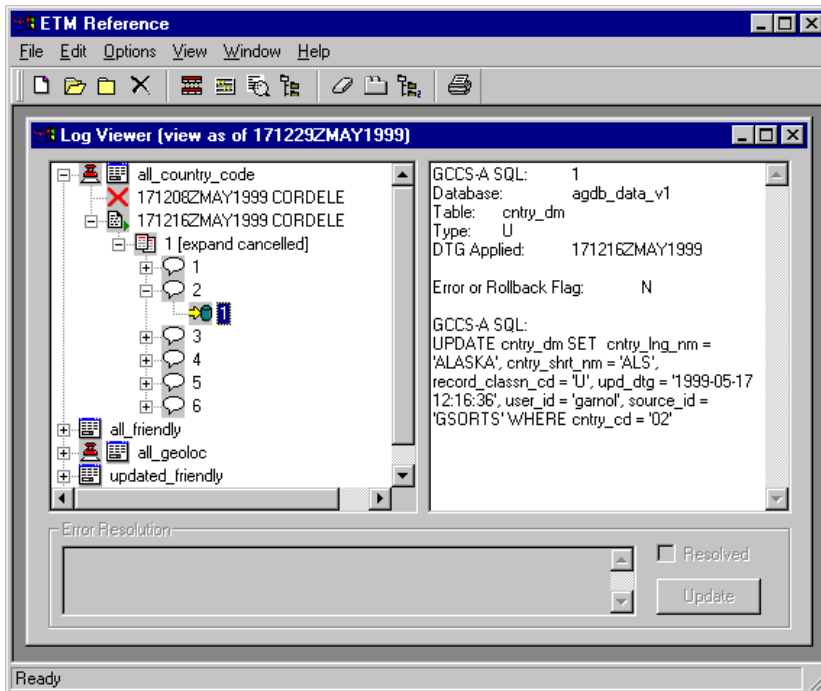 ETM Reference
File Edit Options View Window Help
Log Viewer (view as of 171229ZMAY1999)
all_country_code
171208ZMAY1999 CORDELE
171216ZMAY1999 CORDELE
1 [expand cancelled]
1
2
1
3
4
5
6
all_friendly
all_geoloc
updated_friendly
GCCS-A SQL: 1
Database: agdb_data_v1
Table: cntry_dm
Type: U
DTG Applied: 171216ZMAY1999
Error or Rollback Flag: N
GCCS-A SQL:
UPDATE cntry_dm SET cntry_lng_nm =
'ALASKA', cntry_shrt_nm = 'ALS',
record_classn_cd = 'U', upd_dtg = '1999-05-17
12:16:36', user_id = 'garnol', source_id =
'GSORTS' WHERE cntry_cd = '02'
Error Resolution
Resolved
Update
Ready